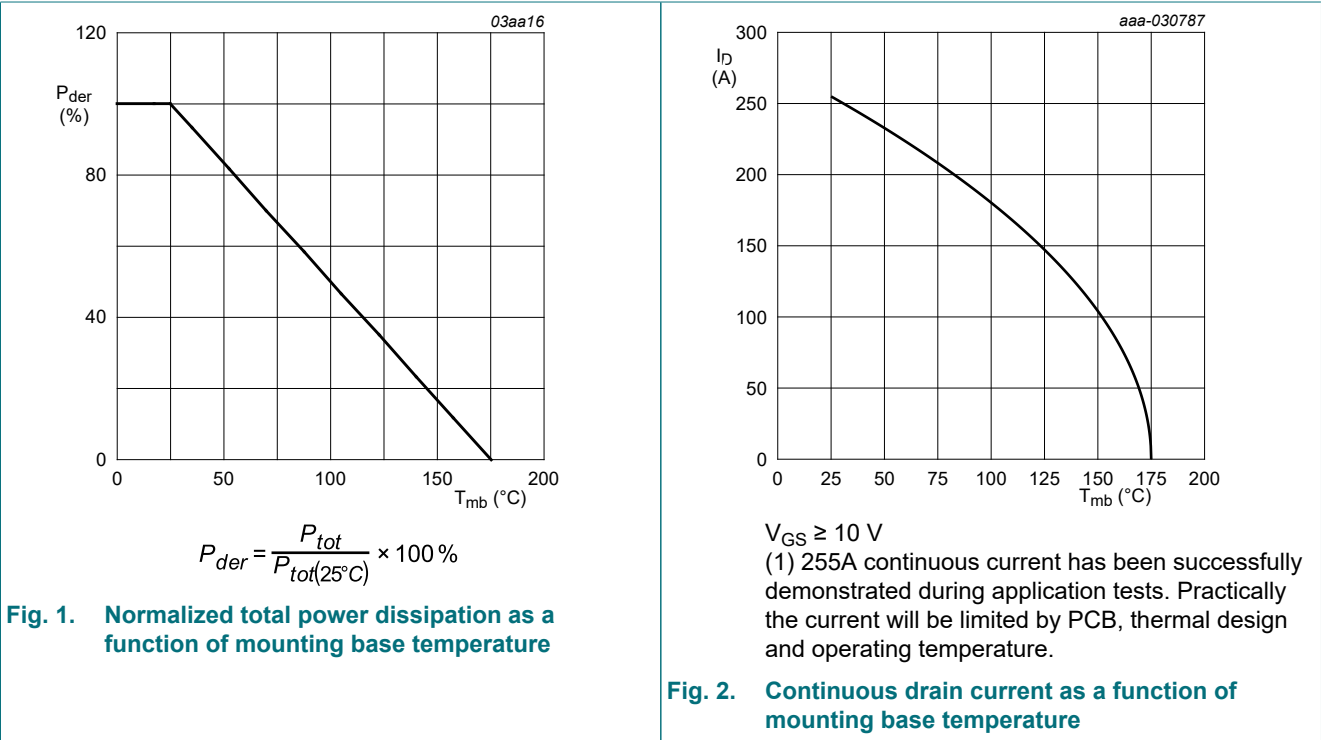 03aa16
120
P_der
(%)
80
40
0
0 50 100 150 200
T_mb (°C)
P_der = P_tot / P_tot(25°C) × 100 %
Fig. 1. Normalized total power dissipation as a
function of mounting base temperature
aaa-030787
300
I_D
(A)
250
200
150
100
50
0
0 25 50 75 100 125 150 175 200
T_mb (°C)
V_GS ≥ 10 V
(1) 255A continuous current has been successfully
demonstrated during application tests. Practically
the current will be limited by PCB, thermal design
and operating temperature.
Fig. 2. Continuous drain current as a function of
mounting base temperature